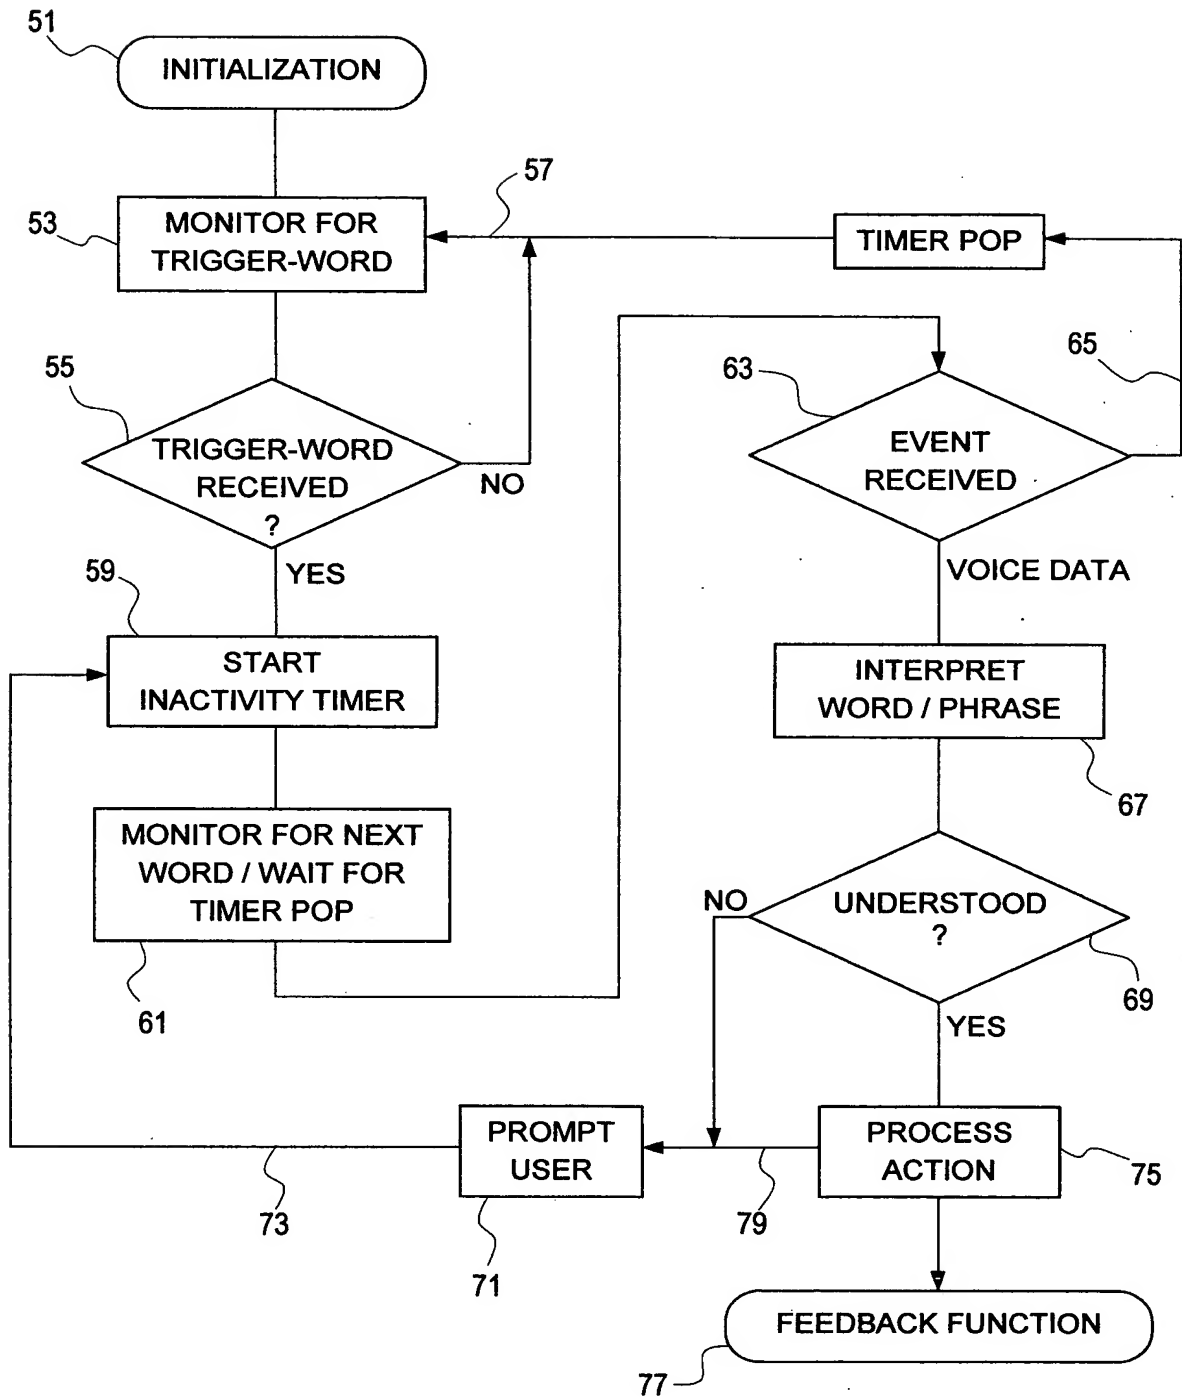 51
INITIALIZATION
57
53
MONITOR FOR
TRIGGER-WORD
TIMER POP
55
TRIGGER-WORD
RECEIVED
?
NO
YES
63
65
EVENT
RECEIVED
VOICE DATA
59
START
INACTIVITY TIMER
INTERPRET
WORD / PHRASE
67
MONITOR FOR NEXT
WORD / WAIT FOR
TIMER POP
61
NO
UNDERSTOOD
?
69
YES
PROMPT
USER
71
73
79
PROCESS
ACTION
75
FEEDBACK FUNCTION
77